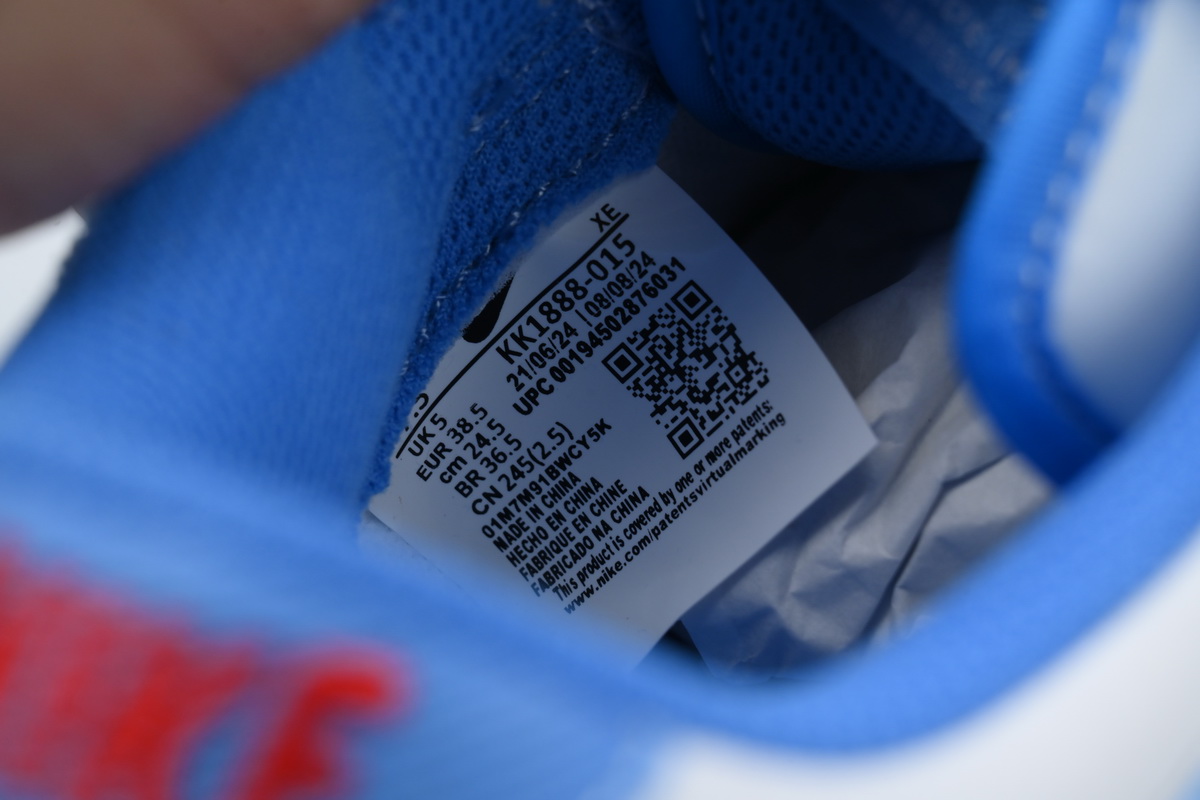 XE
KK1888-015
21/06/24 | 08/08/24
UPC 00194502876031
UK 5
EUR 38.5
cm 24.5
BR 36.5
CN 245(2.5)
01M7M91BWCY5K
MADE IN CHINA
HECHO EN CHINA
FABRIQUE EN CHINE
FABRICADO NA CHINA
This product is covered by one or more patents:
www.nike.com/patentsvirtualmarking